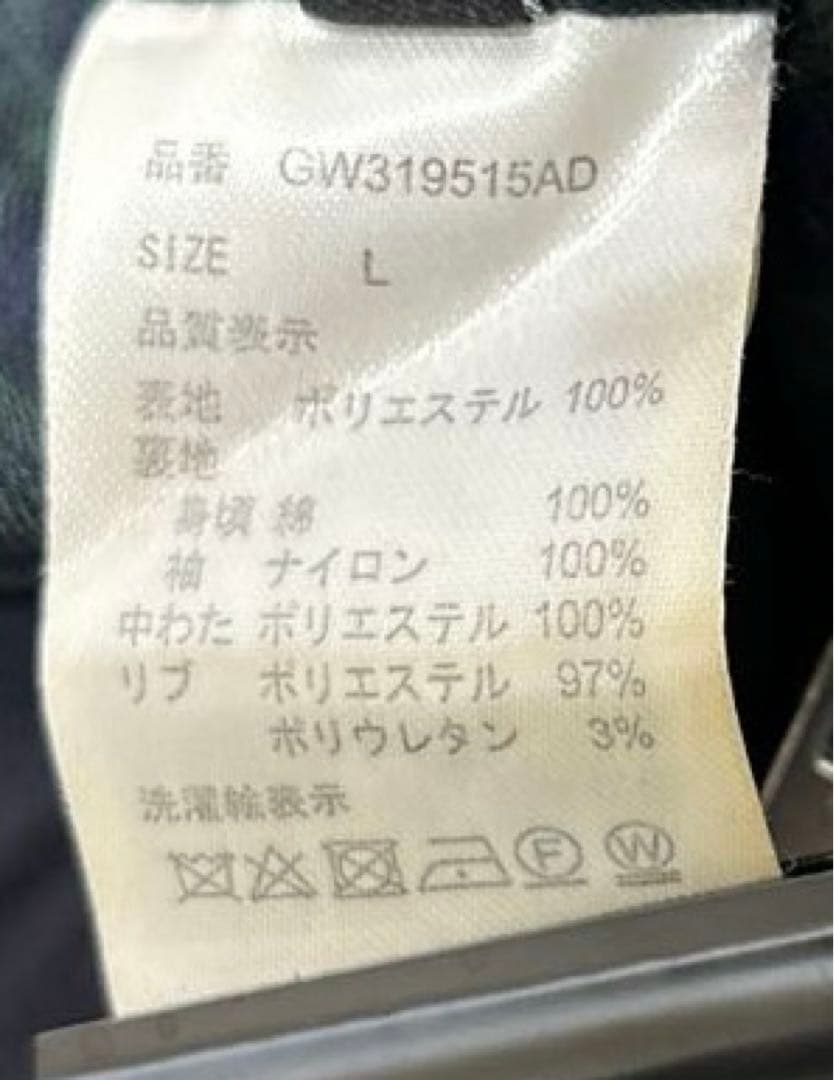 品番 GW319515AD
SIZE L
品質表示
表地 ポリエステル 100%
裏地
身頃 綿 100%
袖 ナイロン 100%
中わた ポリエステル 100%
リブ ポリエステル 97%
ポリウレタン 3%
洗濯絵表示
F W